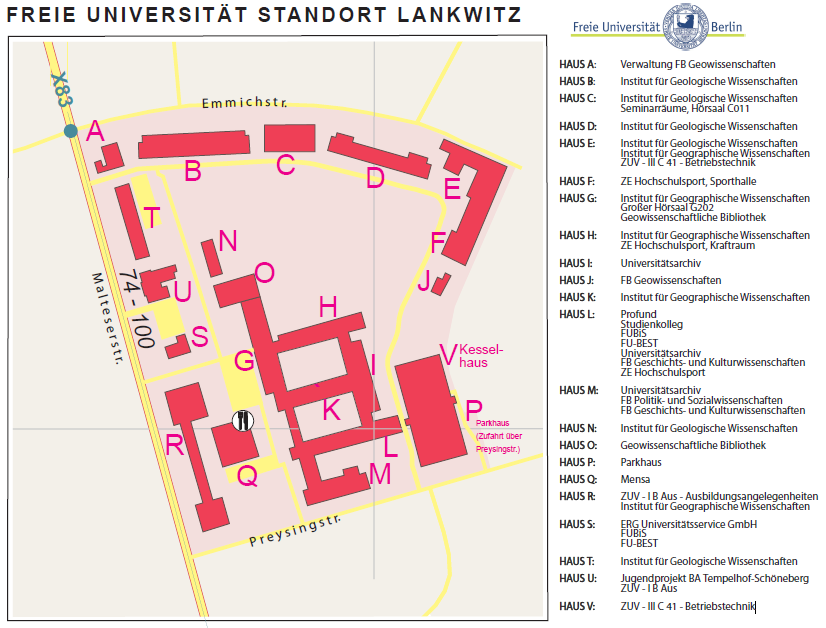 FREIE UNIVERSITÄT STANDORT LANKWITZ
Freie Universität Berlin
X83
Emmichstr.
A
B
C
D
E
T
N
F
O
J
U
Malteserstr.
74 - 100
H
S
G
I
V Kessel-
haus
K
P
Parkhaus
(Zufahrt über
Preysingstr.)
R
L
Q
M
Preysingstr.
HAUS A: Verwaltung FB Geowissenschaften
HAUS B: Institut für Geologische Wissenschaften
HAUS C: Institut für Geologische Wissenschaften
Seminarräume, Hörsaal C011
HAUS D: Institut für Geologische Wissenschaften
HAUS E: Institut für Geologische Wissenschaften
Institut für Geographische Wissenschaften
ZUV - III C 41 - Betriebstechnik
HAUS F: ZE Hochschulsport, Sporthalle
HAUS G: Institut für Geographische Wissenschaften
Großer Hörsaal G202
Geowissenschaftliche Bibliothek
HAUS H: Institut für Geographische Wissenschaften
ZE Hochschulsport, Kraftraum
HAUS I: Universitätsarchiv
HAUS J: FB Geowissenschaften
HAUS K: Institut für Geographische Wissenschaften
HAUS L: Profund
Studienkolleg
FUBiS
FU-BEST
Universitätsarchiv
FB Geschichts- und Kulturwissenschaften
ZE Hochschulsport
HAUS M: Universitätsarchiv
FB Politik- und Sozialwissenschaften
FB Geschichts- und Kulturwissenschaften
HAUS N: Institut für Geologische Wissenschaften
HAUS O: Geowissenschaftliche Bibliothek
HAUS P: Parkhaus
HAUS Q: Mensa
HAUS R: ZUV - I B Aus - Ausbildungsangelegenheiten
Institut für Geographische Wissenschaften
HAUS S: ERG Universitätsservice GmbH
FUBiS
FU-BEST
HAUS T: Institut für Geologische Wissenschaften
HAUS U: Jugendprojekt BA Tempelhof-Schöneberg
ZUV - I B Aus
HAUS V: ZUV - III C 41 - Betriebstechnik